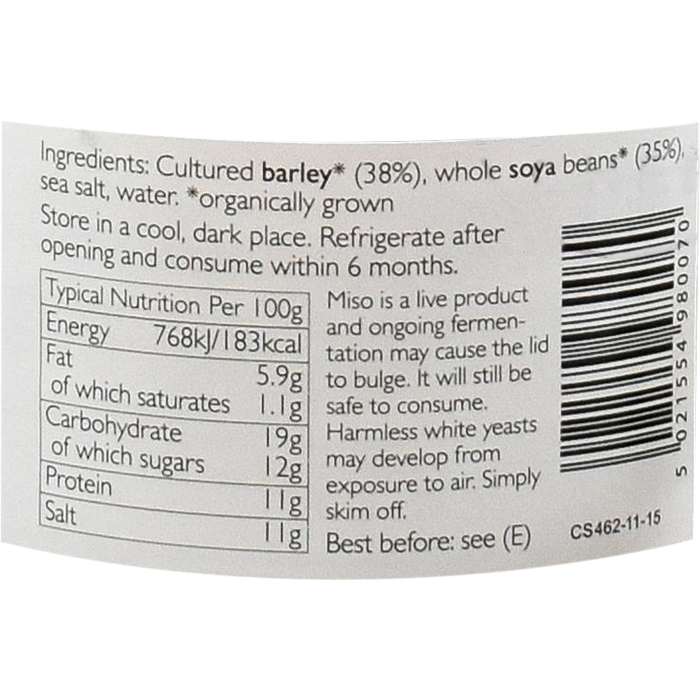 Ingredients: Cultured barley* (38%), whole soya beans* (35%),
sea salt, water. *organically grown
Store in a cool, dark place. Refrigerate after
opening and consume within 6 months.
Typical Nutrition Per 100g
Energy 768kJ/183kcal
Fat 5.9g
of which saturates 1.1g
Carbohydrate 19g
of which sugars 12g
Protein 11g
Salt 11g
Miso is a live product
and ongoing fermen-
tation may cause the lid
to bulge. It will still be
safe to consume.
Harmless white yeasts
may develop from
exposure to air. Simply
skim off.
Best before: see (E)
5 021554 980070
CS462-11-15